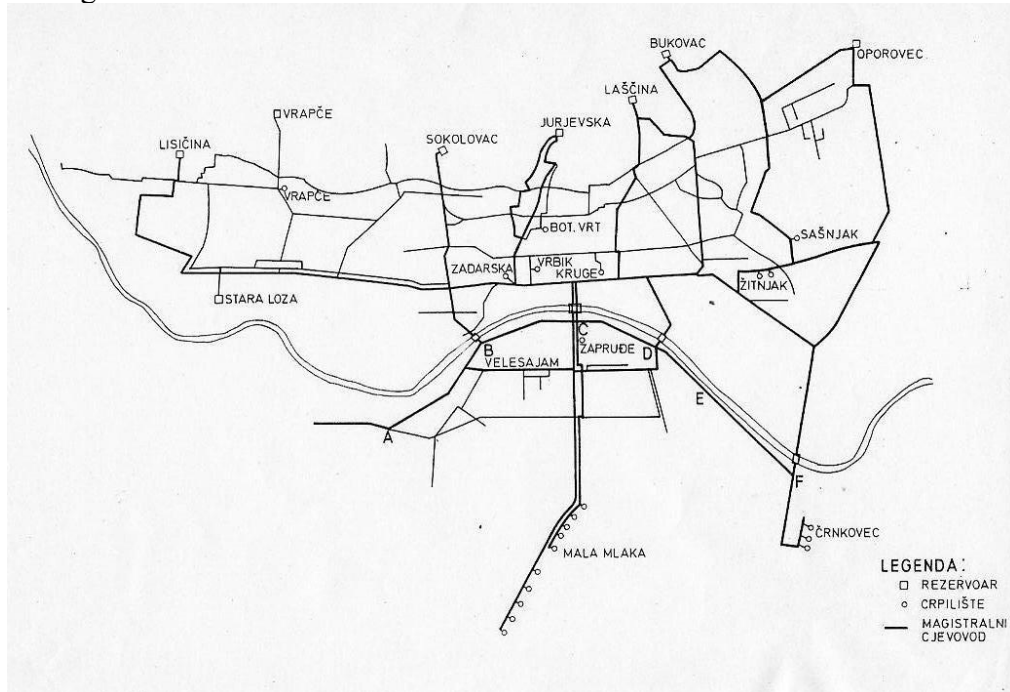 BUKOVAC
OPOROVEC
LAŠČINA
VRAPČE
JURJEVSKA
SOKOLOVAC
LISIČINA
VRAPČE
BOT. VRT
SAŠNJAK
VRBIK
ZADARSKA
KRUGE
ŽITNJAK
STARA LOZA
C
B
ZAPRUĐE
D
VELESAJAM
E
A
F
ČRNKOVEC
MALA MLAKA
LEGENDA:
REZERVOAR
CRPILIŠTE
MAGISTRALNI
CJEVOVOD